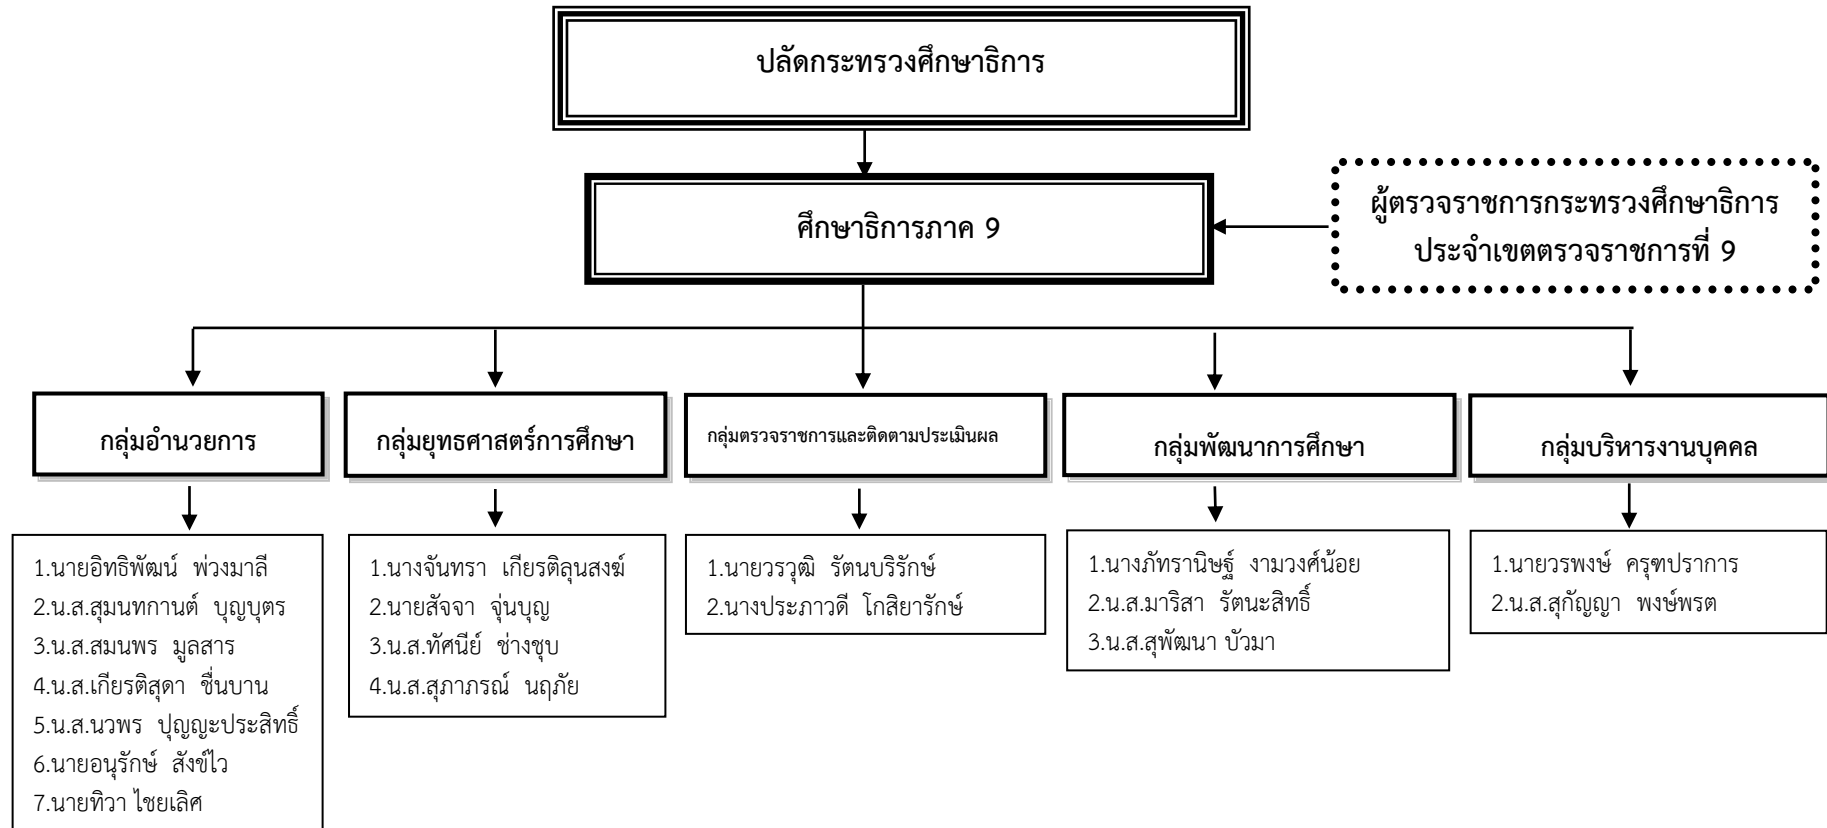 ปลัดกระทรวงศึกษาธิการ
ศึกษาธิการภาค 9
ผู้ตรวจราชการกระทรวงศึกษาธิการ
ประจำเขตตรวจราชการที่ 9
กลุ่มอำนวยการ
1.นายอิทธิพัฒน์ พ่วงมาลี
2.น.ส.สุมนทกานต์ บุญบุตร
3.น.ส.สมนพร มูลสาร
4.น.ส.เกียรติสุดา ชื่นบาน
5.น.ส.นวพร ปุญญะประสิทธิ์
6.นายอนุรักษ์ สังข์ไว
7.นายทิวา ไชยเลิศ
กลุ่มยุทธศาสตร์การศึกษา
1.นางจันทรา เกียรติลุนสงฆ์
2.นายสัจจา จุ่นบุญ
3.น.ส.ทัศนีย์ ช่างชุบ
4.น.ส.สุภาภรณ์ นฤภัย
กลุ่มตรวจราชการและติดตามประเมินผล
1.นายวรวุฒิ รัตนบริรักษ์
2.นางประภาวดี โกสิยารักษ์
กลุ่มพัฒนาการศึกษา
1.นางภัทรานิษฐ์ งามวงศ์น้อย
2.น.ส.มาริสา รัตนะสิทธิ์
3.น.ส.สุพัฒนา บัวมา
กลุ่มบริหารงานบุคคล
1.นายวรพงษ์ ครุฑปราการ
2.น.ส.สุกัญญา พงษ์พรต